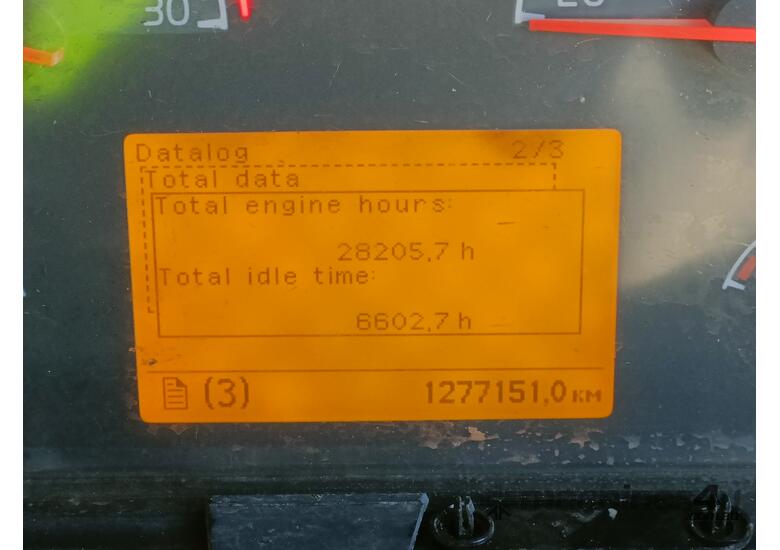 30
20
Datalog 2/3
Total data
Total engine hours:
28205,7 h
Total idle time:
6602,7 h
(3) 1277151,0 км